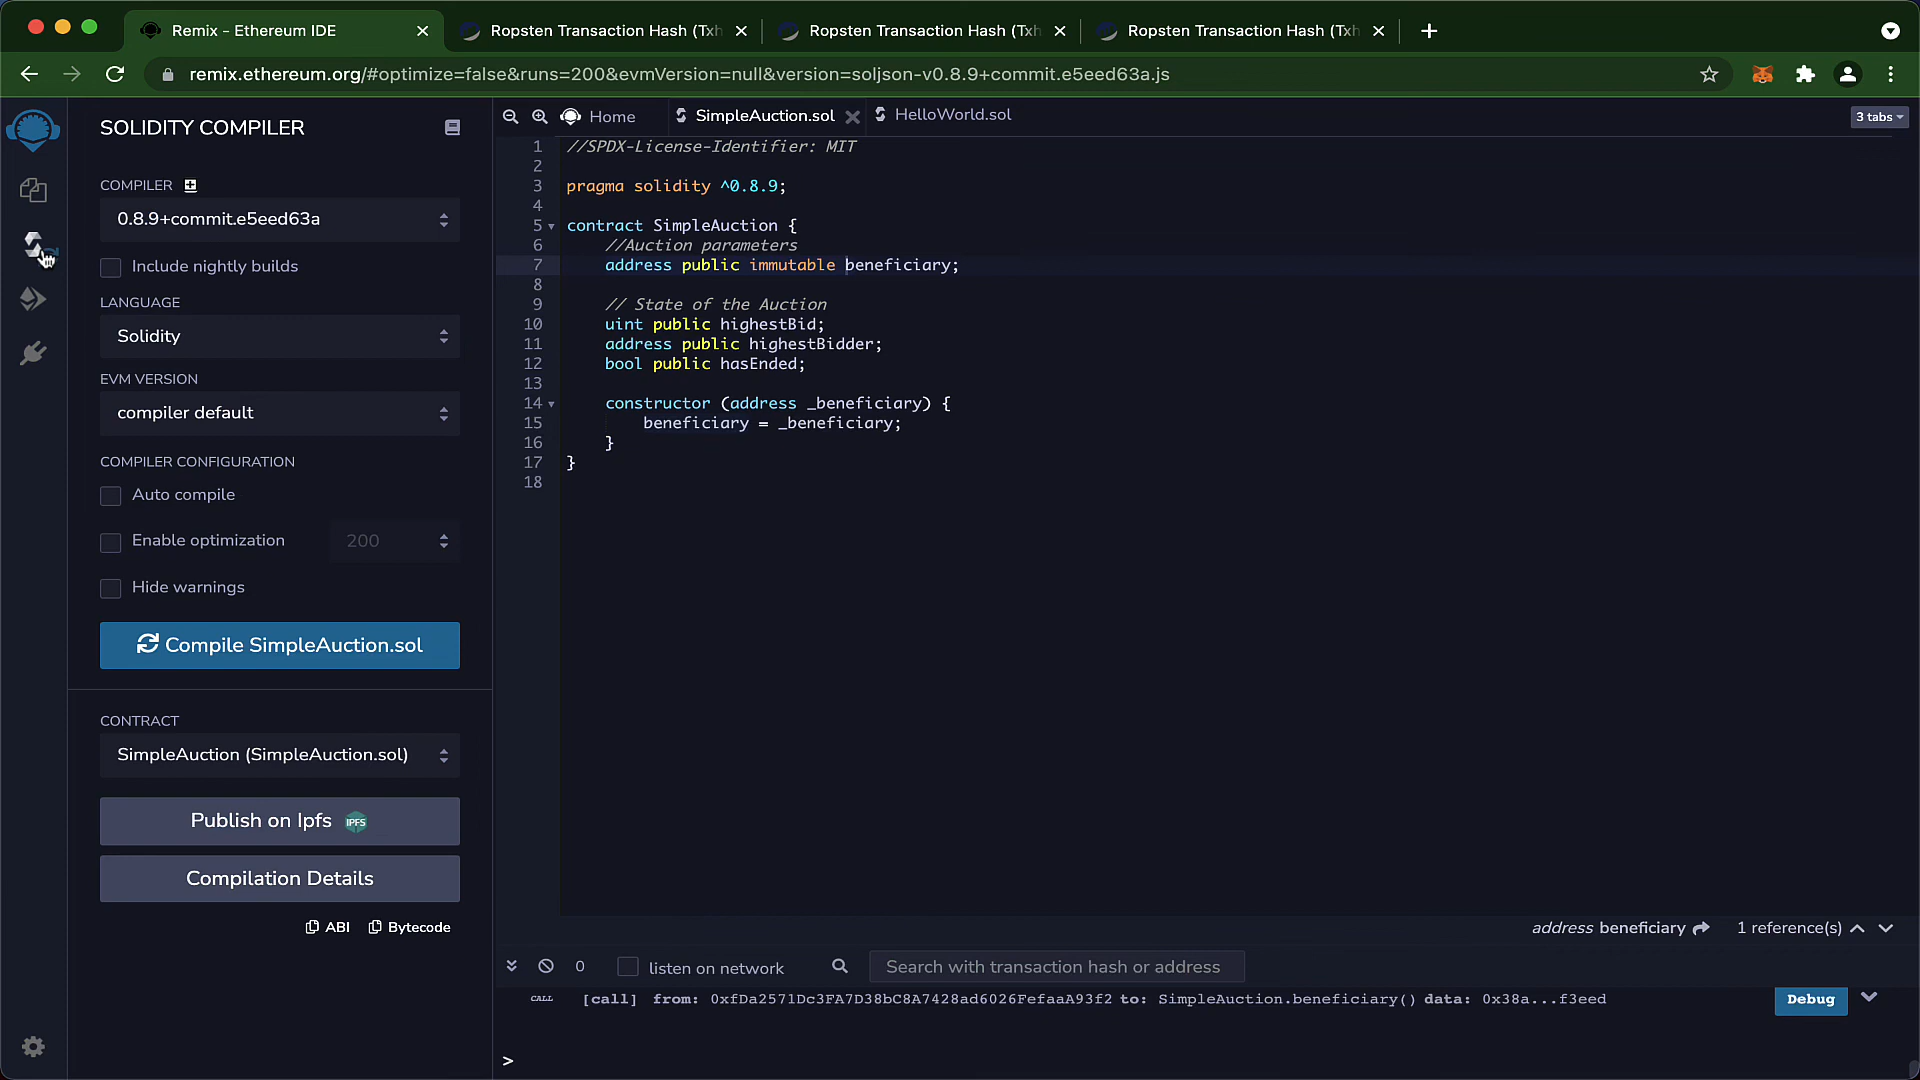 Remix - Ethereum IDE
Ropsten Transaction Hash (Txh
Ropsten Transaction Hash (Txh
Ropsten Transaction Hash (Txh
remix.ethereum.org/#optimize=false&runs=200&evmVersion=null&version=soljson-v0.8.9+commit.e5eed63a.js
SOLIDITY COMPILER
COMPILER
0.8.9+commit.e5eed63a
Include nightly builds
LANGUAGE
Solidity
EVM VERSION
compiler default
COMPILER CONFIGURATION
Auto compile
Enable optimization
200
Hide warnings
Compile SimpleAuction.sol
CONTRACT
SimpleAuction (SimpleAuction.sol)
Publish on Ipfs IPFS
Compilation Details
ABI Bytecode
Home
SimpleAuction.sol
HelloWorld.sol
3 tabs
1 //SPDX-License-Identifier: MIT
2
3 pragma solidity ^0.8.9;
4
5 contract SimpleAuction {
6 //Auction parameters
7 address public immutable beneficiary;
8
9 // State of the Auction
10 uint public highestBid;
11 address public highestBidder;
12 bool public hasEnded;
13
14 constructor (address _beneficiary) {
15 beneficiary = _beneficiary;
16 }
17 }
18
address beneficiary 1 reference(s)
0 listen on network Search with transaction hash or address
CALL [call] from: 0xfDa2571Dc3FA7D38bC8A7428ad6026FefaaA93f2 to: SimpleAuction.beneficiary() data: 0x38a...f3eed Debug
>